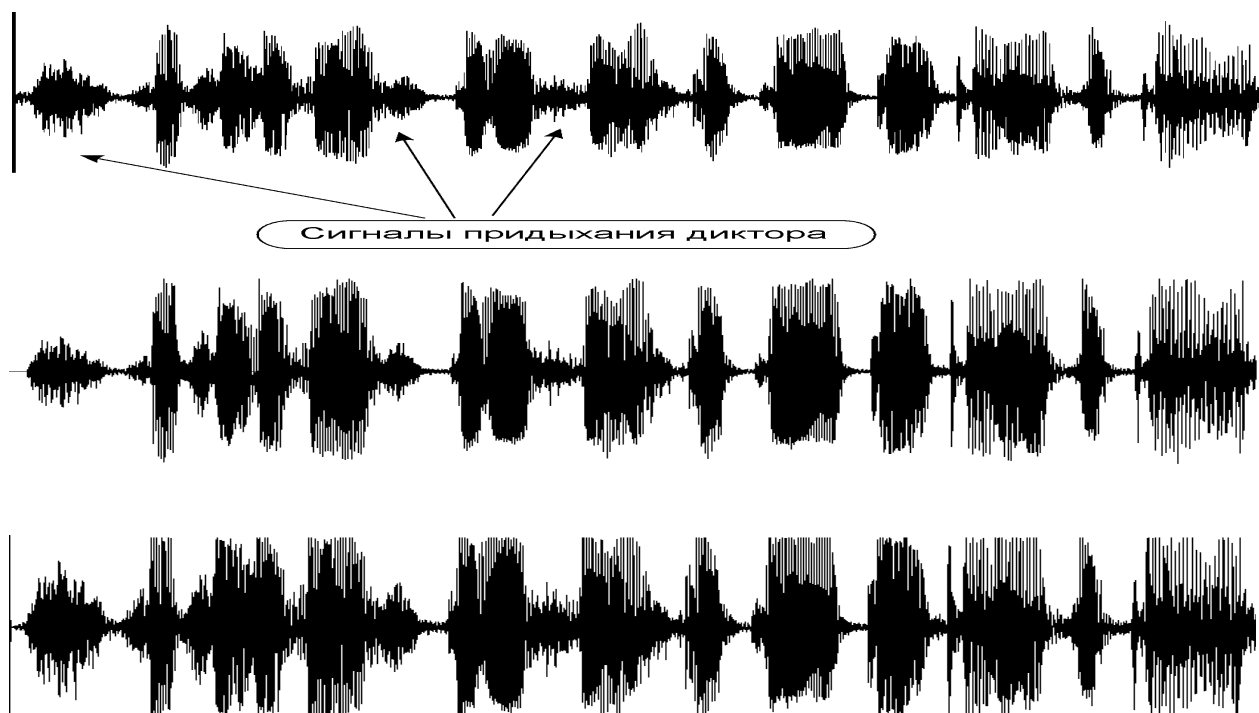 Сигналы придыхания диктора